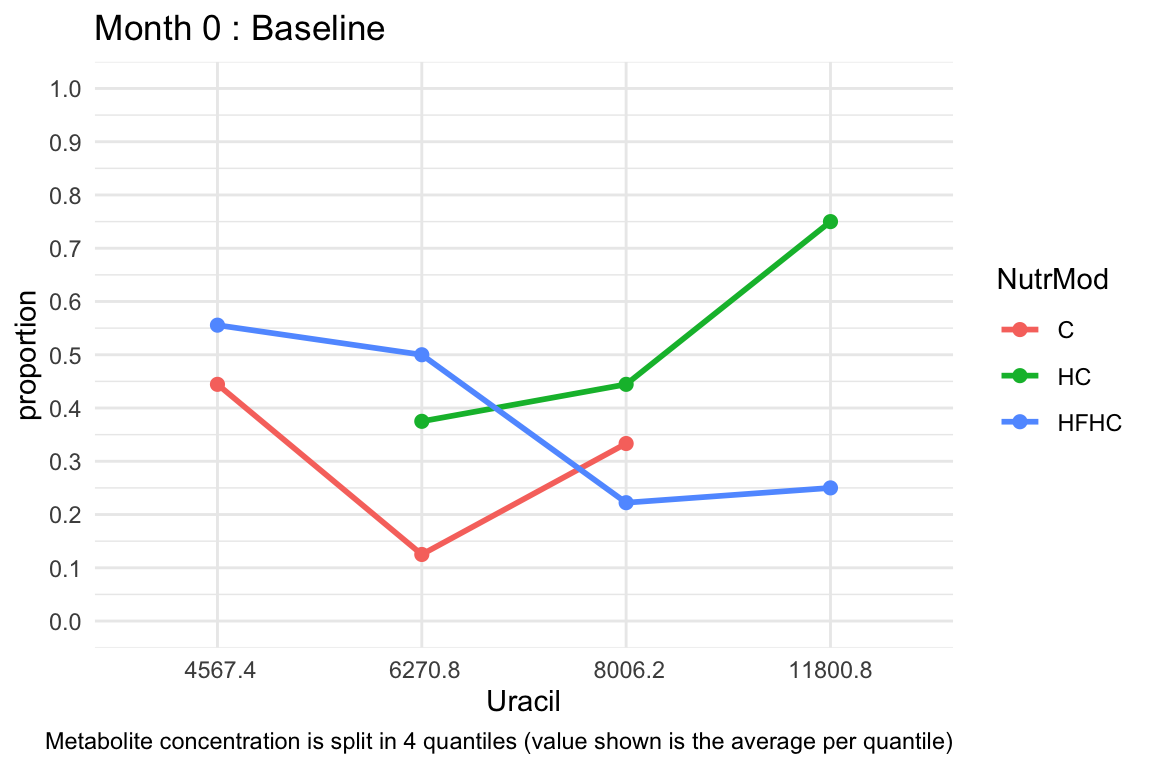 Month 0 : Baseline
1.0
0.9
0.8
0.7
0.6
0.5
0.4
0.3
0.2
0.1
0.0
proportion
4567.4 6270.8 8006.2 11800.8
Uracil
Metabolite concentration is split in 4 quantiles (value shown is the average per quantile)
NutrMod
C
HC
HFHC